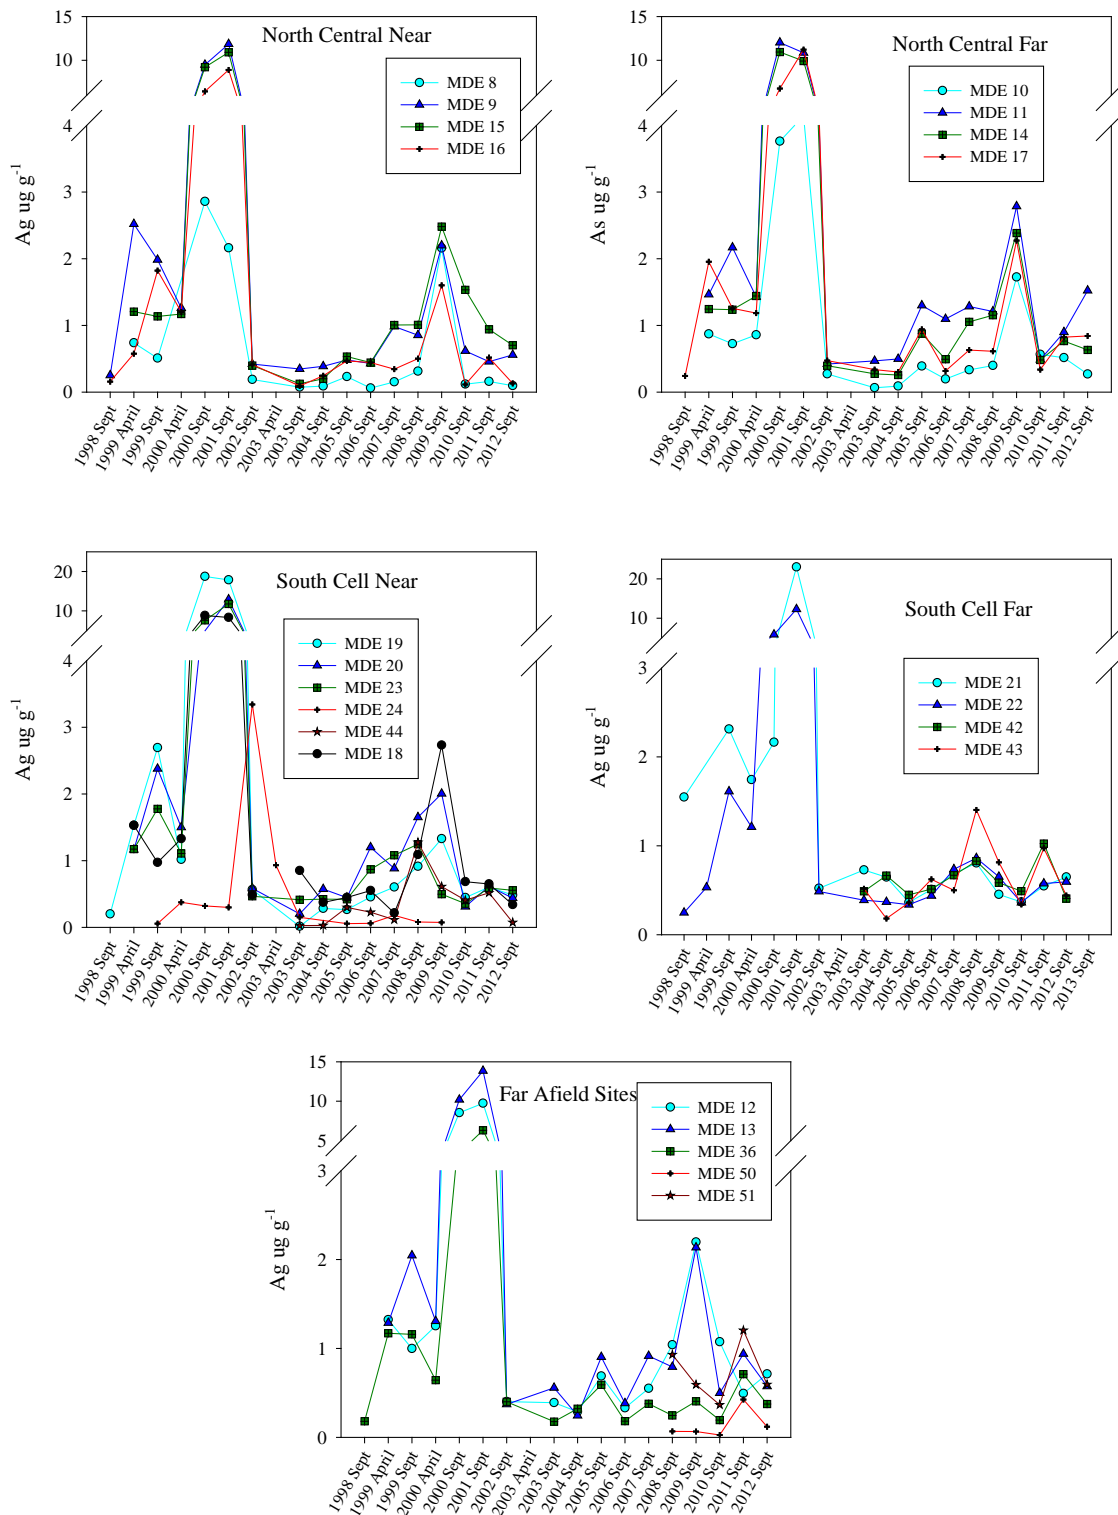 North Central Near
15
10
4
3
2
1
0
Ag ug g-1
MDE 8
MDE 9
MDE 15
MDE 16
1998 Sept
1999 April
1999 Sept
2000 April
2000 Sept
2001 Sept
2002 Sept
2003 April
2003 Sept
2004 Sept
2005 Sept
2006 Sept
2007 Sept
2008 Sept
2009 Sept
2010 Sept
2011 Sept
2012 Sept
North Central Far
15
10
4
3
2
1
0
As ug g-1
MDE 10
MDE 11
MDE 14
MDE 17
1998 Sept
1999 April
1999 Sept
2000 April
2000 Sept
2001 Sept
2002 Sept
2003 April
2003 Sept
2004 Sept
2005 Sept
2006 Sept
2007 Sept
2008 Sept
2009 Sept
2010 Sept
2011 Sept
2012 Sept
South Cell Near
20
10
4
3
2
1
0
Ag ug g-1
MDE 19
MDE 20
MDE 23
MDE 24
MDE 44
MDE 18
1998 Sept
1999 April
1999 Sept
2000 April
2000 Sept
2001 Sept
2002 Sept
2003 April
2003 Sept
2004 Sept
2005 Sept
2006 Sept
2007 Sept
2008 Sept
2009 Sept
2010 Sept
2011 Sept
2012 Sept
South Cell Far
20
10
3
2
1
0
Ag ug g-1
MDE 21
MDE 22
MDE 42
MDE 43
1998 Sept
1999 April
1999 Sept
2000 April
2000 Sept
2001 Sept
2002 Sept
2003 April
2003 Sept
2004 Sept
2005 Sept
2006 Sept
2007 Sept
2008 Sept
2009 Sept
2010 Sept
2011 Sept
2012 Sept
2013 Sept
Far Afield Sites
15
10
5
3
2
1
0
Ag ug g-1
MDE 12
MDE 13
MDE 36
MDE 50
MDE 51
1998 Sept
1999 April
1999 Sept
2000 April
2000 Sept
2001 Sept
2002 Sept
2003 April
2003 Sept
2004 Sept
2005 Sept
2006 Sept
2007 Sept
2008 Sept
2009 Sept
2010 Sept
2011 Sept
2012 Sept